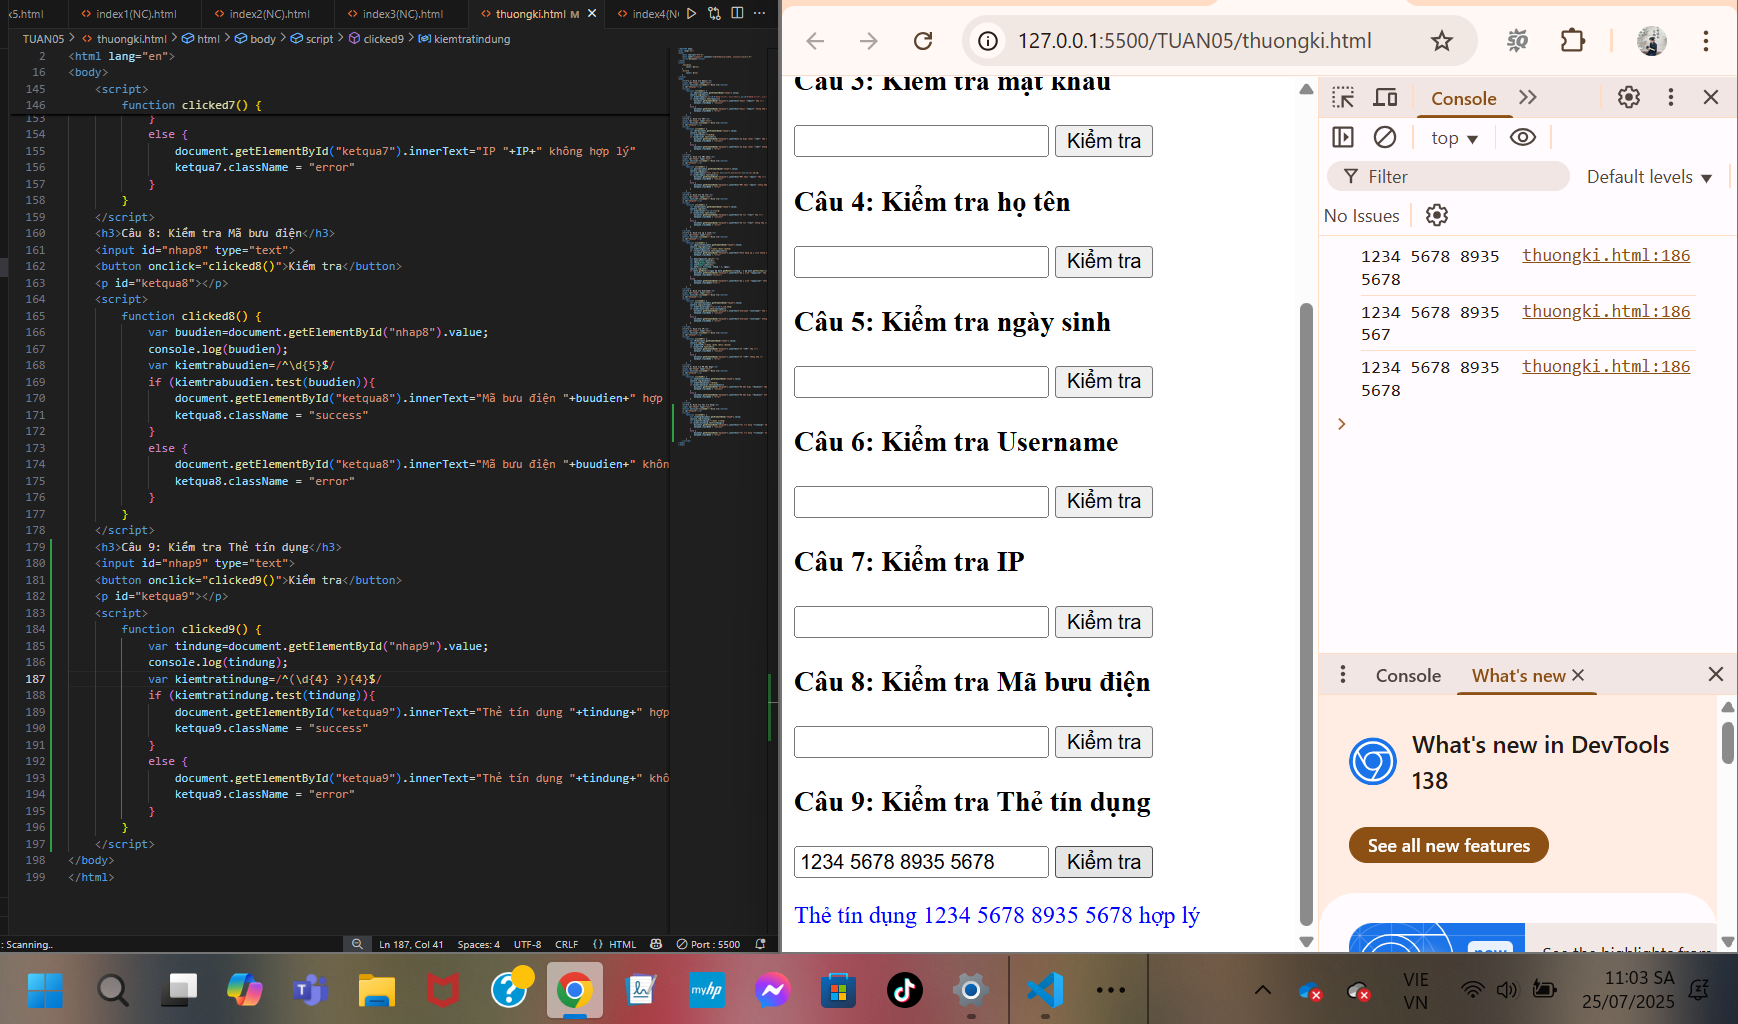 x5.html
index1(NC).html
index2(NC).html
index3(NC).html
thuongki.html M
index4(N
TUAN05 > thuongki.html > html > body > script > clicked9 > kiemtratindung
2 <html lang="en">
16 <body>
145 <script>
146 function clicked7() {
153 }
154 else {
155 document.getElementById("ketqua7").innerText="IP "+IP+" không hợp lý"
156 ketqua7.className = "error"
157 }
158 }
159 </script>
160 <h3>Câu 8: Kiểm tra Mã bưu điện</h3>
161 <input id="nhap8" type="text">
162 <button onclick="clicked8()">Kiểm tra</button>
163 <p id="ketqua8"></p>
164 <script>
165 function clicked8() {
166 var buudien=document.getElementById("nhap8").value;
167 console.log(buudien);
168 var kiemtrabuudien=/^\d{5}$/
169 if (kiemtrabuudien.test(buudien)){
170 document.getElementById("ketqua8").innerText="Mã bưu điện "+buudien+" hợp
171 ketqua8.className = "success"
172 }
173 else {
174 document.getElementById("ketqua8").innerText="Mã bưu điện "+buudien+" khôn
175 ketqua8.className = "error"
176 }
177 }
178 </script>
179 <h3>Câu 9: Kiểm tra Thẻ tín dụng</h3>
180 <input id="nhap9" type="text">
181 <button onclick="clicked9()">Kiểm tra</button>
182 <p id="ketqua9"></p>
183 <script>
184 function clicked9() {
185 var tindung=document.getElementById("nhap9").value;
186 console.log(tindung);
187 var kiemtratindung=/^(\d{4} ?){4}$/
188 if (kiemtratindung.test(tindung)){
189 document.getElementById("ketqua9").innerText="Thẻ tín dụng "+tindung+" hợp
190 ketqua9.className = "success"
191 }
192 else {
193 document.getElementById("ketqua9").innerText="Thẻ tín dụng "+tindung+" khô
194 ketqua9.className = "error"
195 }
196 }
197 </script>
198 </body>
199 </html>
: Scanning..
Ln 187, Col 41
Spaces: 4
UTF-8
CRLF
{} HTML
Port : 5500
127.0.0.1:5500/TUAN05/thuongki.html
Câu 3: Kiểm tra mật khẩu
Kiểm tra
Câu 4: Kiểm tra họ tên
Kiểm tra
Câu 5: Kiểm tra ngày sinh
Kiểm tra
Câu 6: Kiểm tra Username
Kiểm tra
Câu 7: Kiểm tra IP
Kiểm tra
Câu 8: Kiểm tra Mã bưu điện
Kiểm tra
Câu 9: Kiểm tra Thẻ tín dụng
1234 5678 8935 5678 Kiểm tra
Thẻ tín dụng 1234 5678 8935 5678 hợp lý
Console
top
Filter
Default levels
No Issues
1234 5678 8935 thuongki.html:186
5678
1234 5678 8935 thuongki.html:186
567
1234 5678 8935 thuongki.html:186
5678
Console
What's new
What's new in DevTools
138
See all new features
new
See the highlights from
myhp
VIE
VN
11:03 SA
25/07/2025